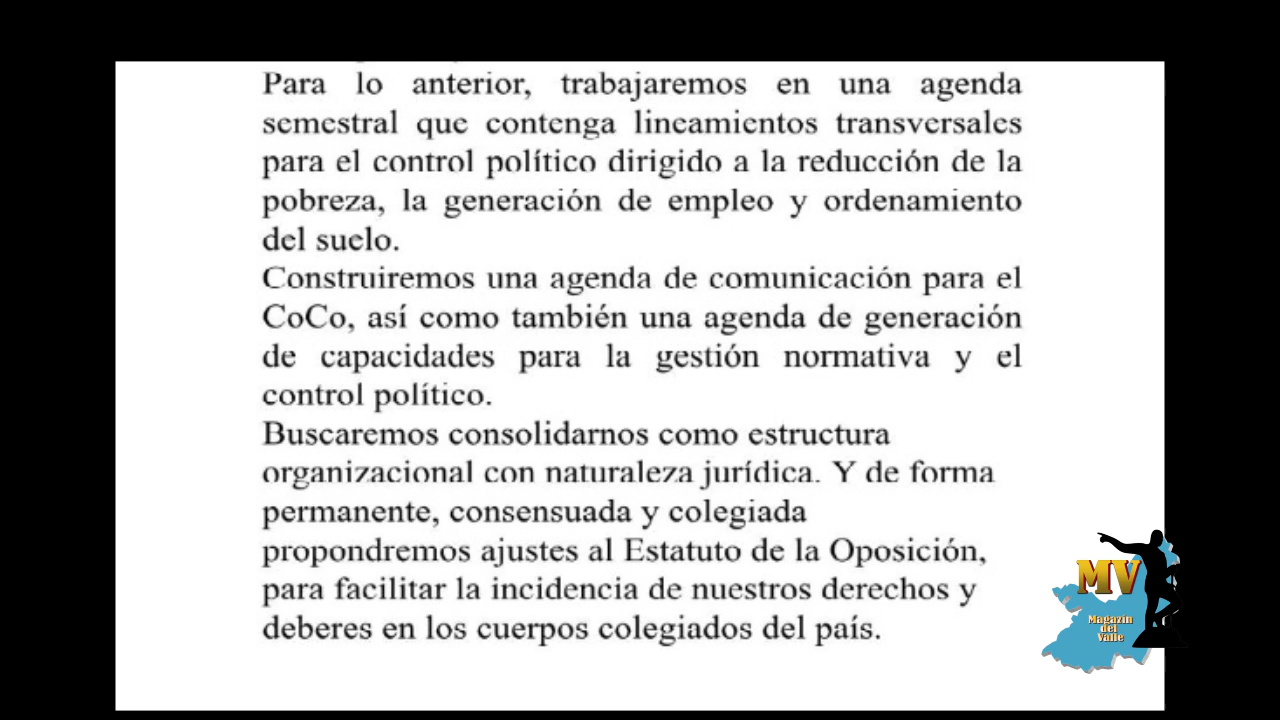 Para lo anterior, trabajaremos en una agenda
semestral que contenga lineamientos transversales
para el control político dirigido a la reducción de la
pobreza, la generación de empleo y ordenamiento
del suelo.
Construiremos una agenda de comunicación para el
CoCo, así como también una agenda de generación
de capacidades para la gestión normativa y el
control político.
Buscaremos consolidarnos como estructura
organizacional con naturaleza jurídica. Y de forma
permanente, consensuada y colegiada
propondremos ajustes al Estatuto de la Oposición,
para facilitar la incidencia de nuestros derechos y
deberes en los cuerpos colegiados del país.
MV
Magazin
del
Valle